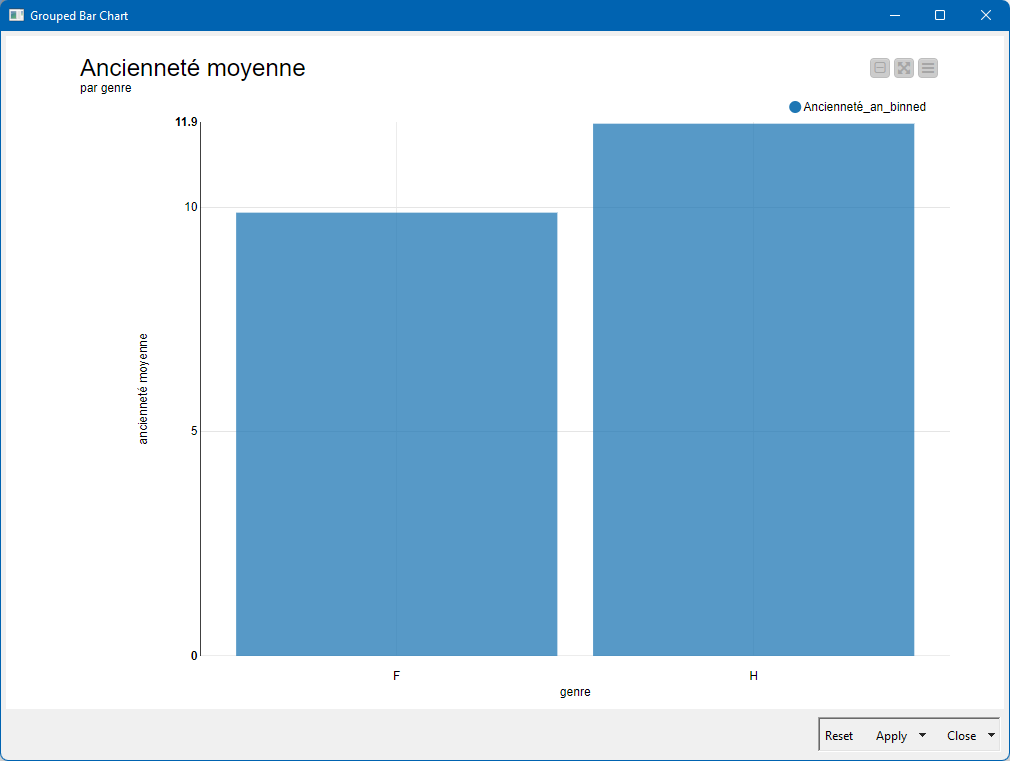 Grouped Bar Chart
Ancienneté moyenne
par genre
Ancienneté_an_binned
11.9
10
5
0
ancienneté moyenne
F H
genre
Reset Apply Close